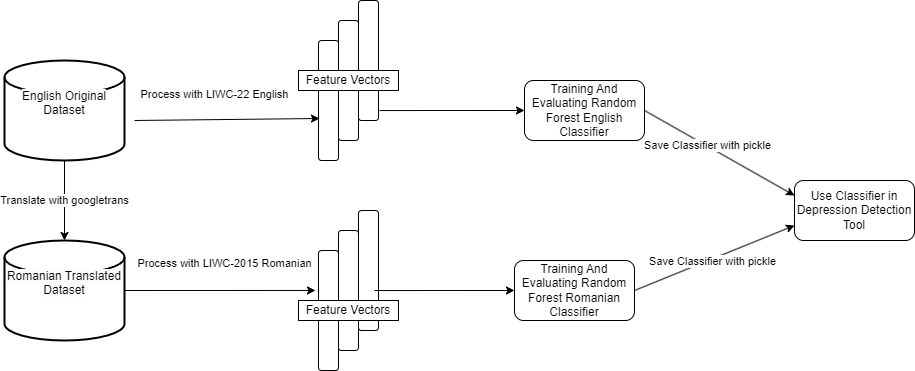 Feature Vectors
English Original
Dataset
Process with LIWC-22 English
Training And
Evaluating Random
Forest English
Classifier
Save Classifier with pickle
Translate with googletrans
Use Classifier in
Depression Detection
Tool
Romanian Translated
Dataset
Process with LIWC-2015 Romanian
Feature Vectors
Training And
Evaluating Random
Forest Romanian
Classifier
Save Classifier with pickle